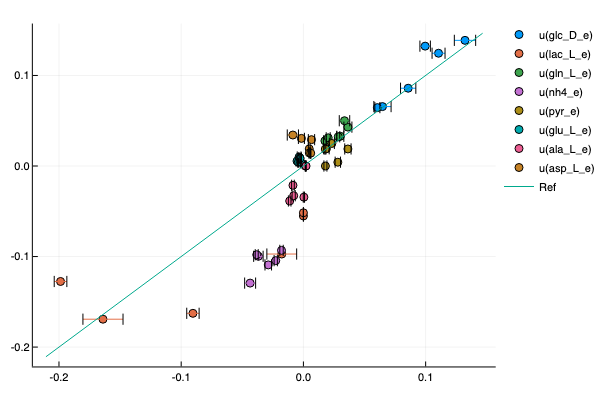 0.1
0.0
-0.1
-0.2
-0.2
-0.1
0.0
0.1
u(glc_D_e)
u(lac_L_e)
u(gln_L_e)
u(nh4_e)
u(pyr_e)
u(glu_L_e)
u(ala_L_e)
u(asp_L_e)
Ref